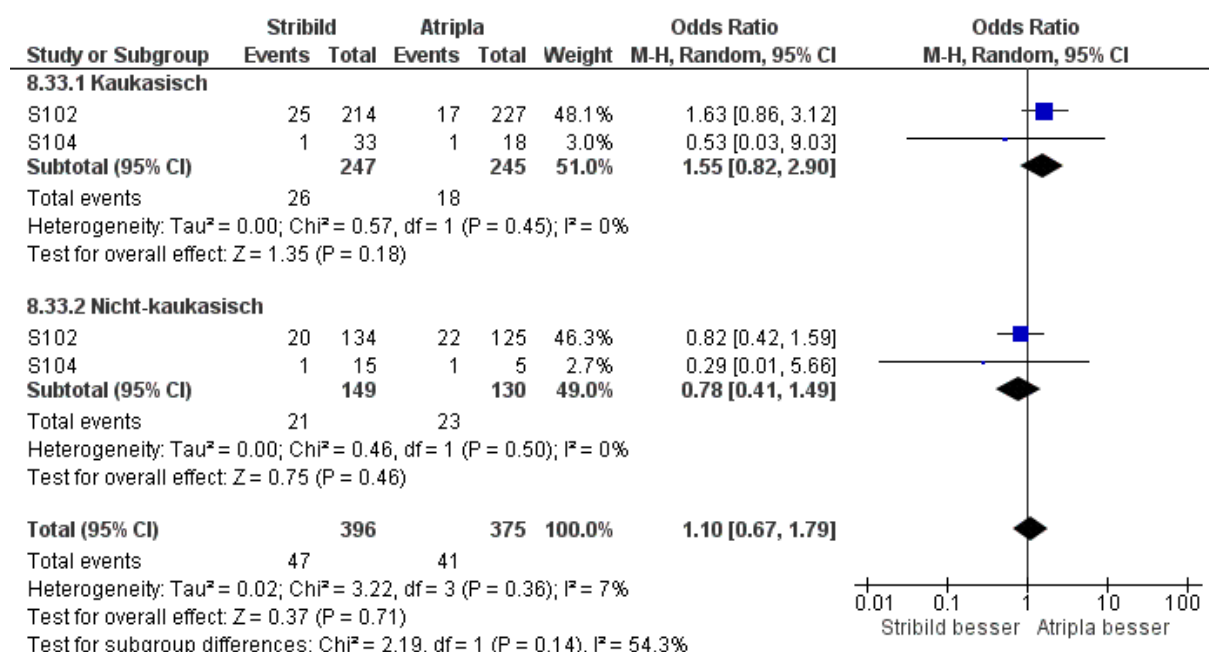 Stribild Atripla Odds Ratio Odds Ratio
Study or Subgroup Events Total Events Total Weight M-H, Random, 95% CI M-H, Random, 95% CI
8.33.1 Kaukasisch
S102 25 214 17 227 48.1% 1.63 [0.86, 3.12]
S104 1 33 1 18 3.0% 0.53 [0.03, 9.03]
Subtotal (95% CI) 247 245 51.0% 1.55 [0.82, 2.90]
Total events 26 18
Heterogeneity: Tau² = 0.00; Chi² = 0.57, df = 1 (P = 0.45); I² = 0%
Test for overall effect: Z = 1.35 (P = 0.18)
8.33.2 Nicht-kaukasisch
S102 20 134 22 125 46.3% 0.82 [0.42, 1.59]
S104 1 15 1 5 2.7% 0.29 [0.01, 5.66]
Subtotal (95% CI) 149 130 49.0% 0.78 [0.41, 1.49]
Total events 21 23
Heterogeneity: Tau² = 0.00; Chi² = 0.46, df = 1 (P = 0.50); I² = 0%
Test for overall effect: Z = 0.75 (P = 0.46)
Total (95% CI) 396 375 100.0% 1.10 [0.67, 1.79]
Total events 47 41
Heterogeneity: Tau² = 0.02; Chi² = 3.22, df = 3 (P = 0.36); I² = 7%
Test for overall effect: Z = 0.37 (P = 0.71)
Test for subgroup differences: Chi² = 2.19, df = 1 (P = 0.14), I² = 54.3%
0.01 0.1 1 10 100
Stribild besser Atripla besser